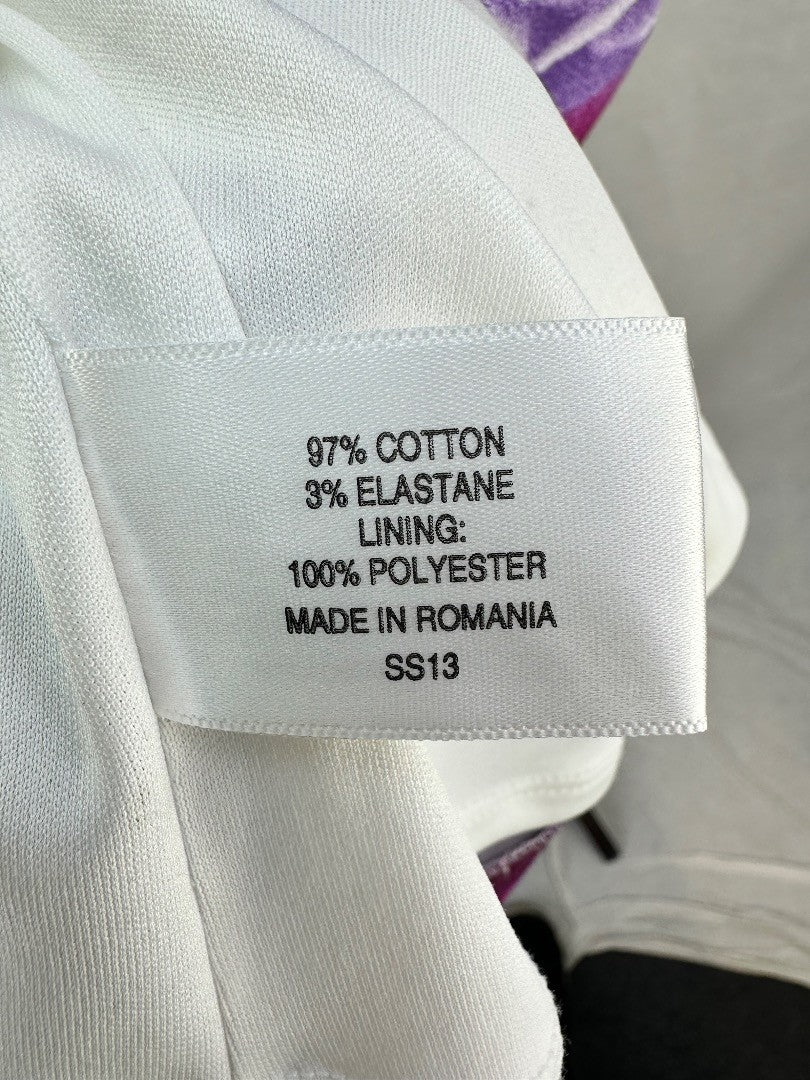 97% COTTON
3% ELASTANE
LINING:
100% POLYESTER
MADE IN ROMANIA
SS13